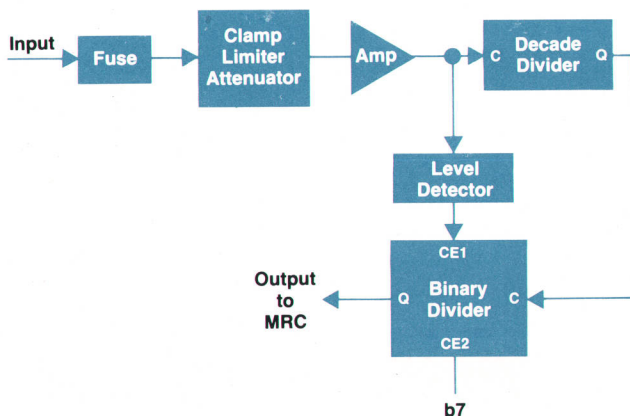 Input
Fuse
Clamp
Limiter
Attenuator
Amp
C
Decade
Divider
Q
Level
Detector
CE1
Output
to
MRC
Q
Binary
Divider
C
CE2
b7